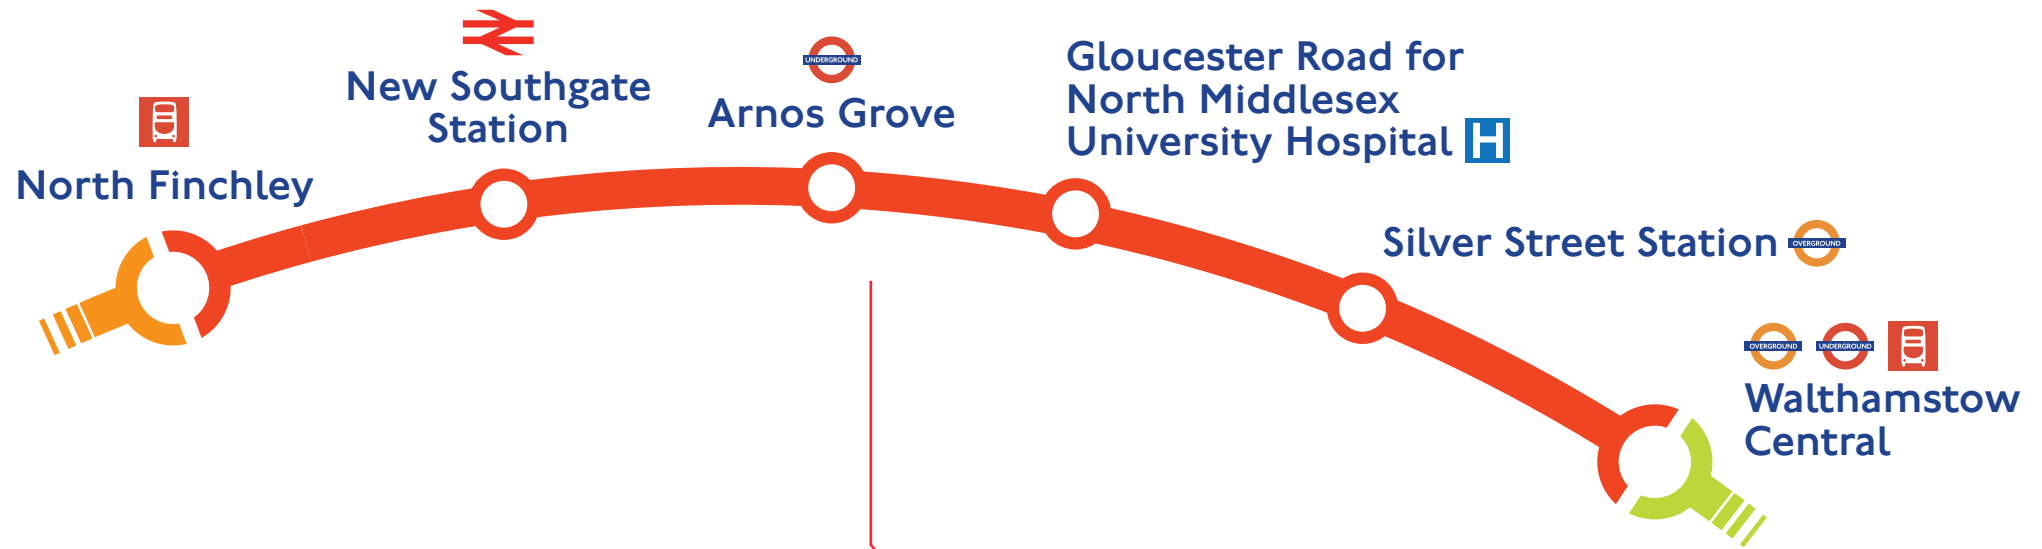 North Finchley
New Southgate
Station
UNDERGROUND
Arnos Grove
Gloucester Road for
North Middlesex
University Hospital H
Silver Street Station OVERGROUND
OVERGROUND UNDERGROUND
Walthamstow
Central